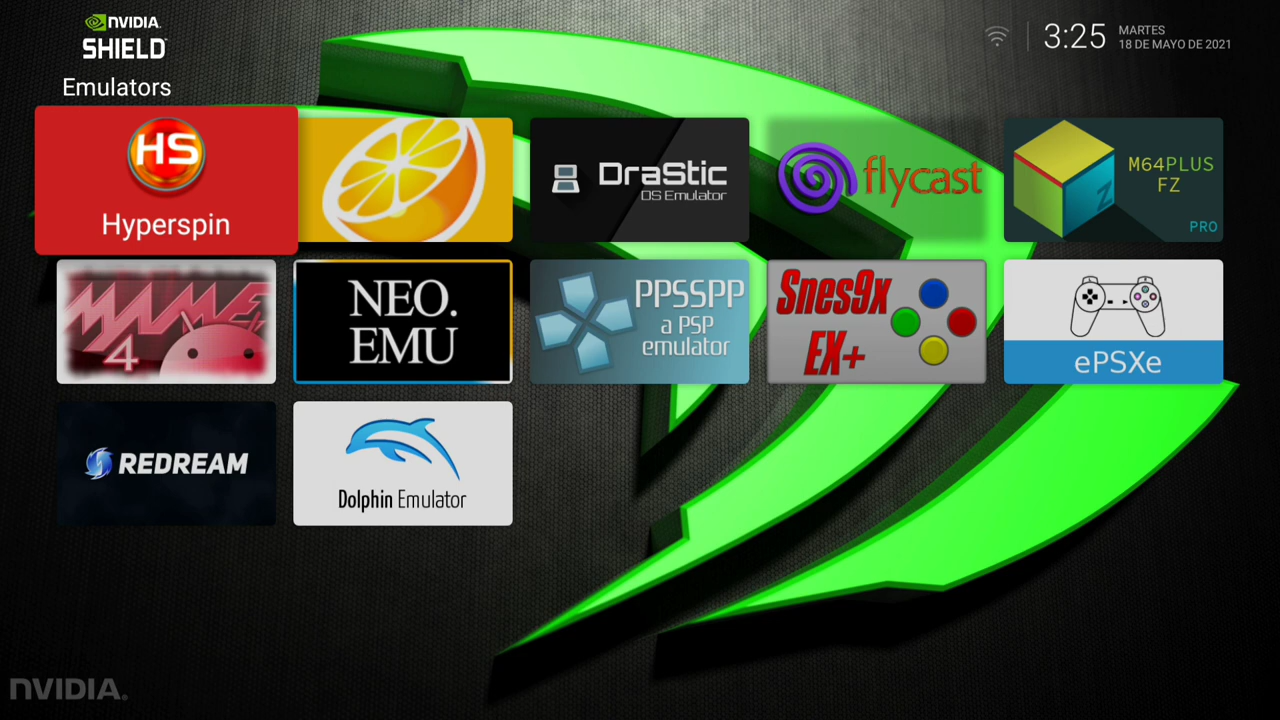 NVIDIA.
SHIELD
3:25
MARTES
18 DE MAYO DE 2021
Emulators
HS
Hyperspin
DraStic
DS Emulator
flycast
M64PLUS
FZ
Z
PRO
MAME
4
NEO.
EMU
PPSSPP
a PSP
emulator
Snes9x
EX+
ePSXe
REDREAM
Dolphin Emulator
NVIDIA.